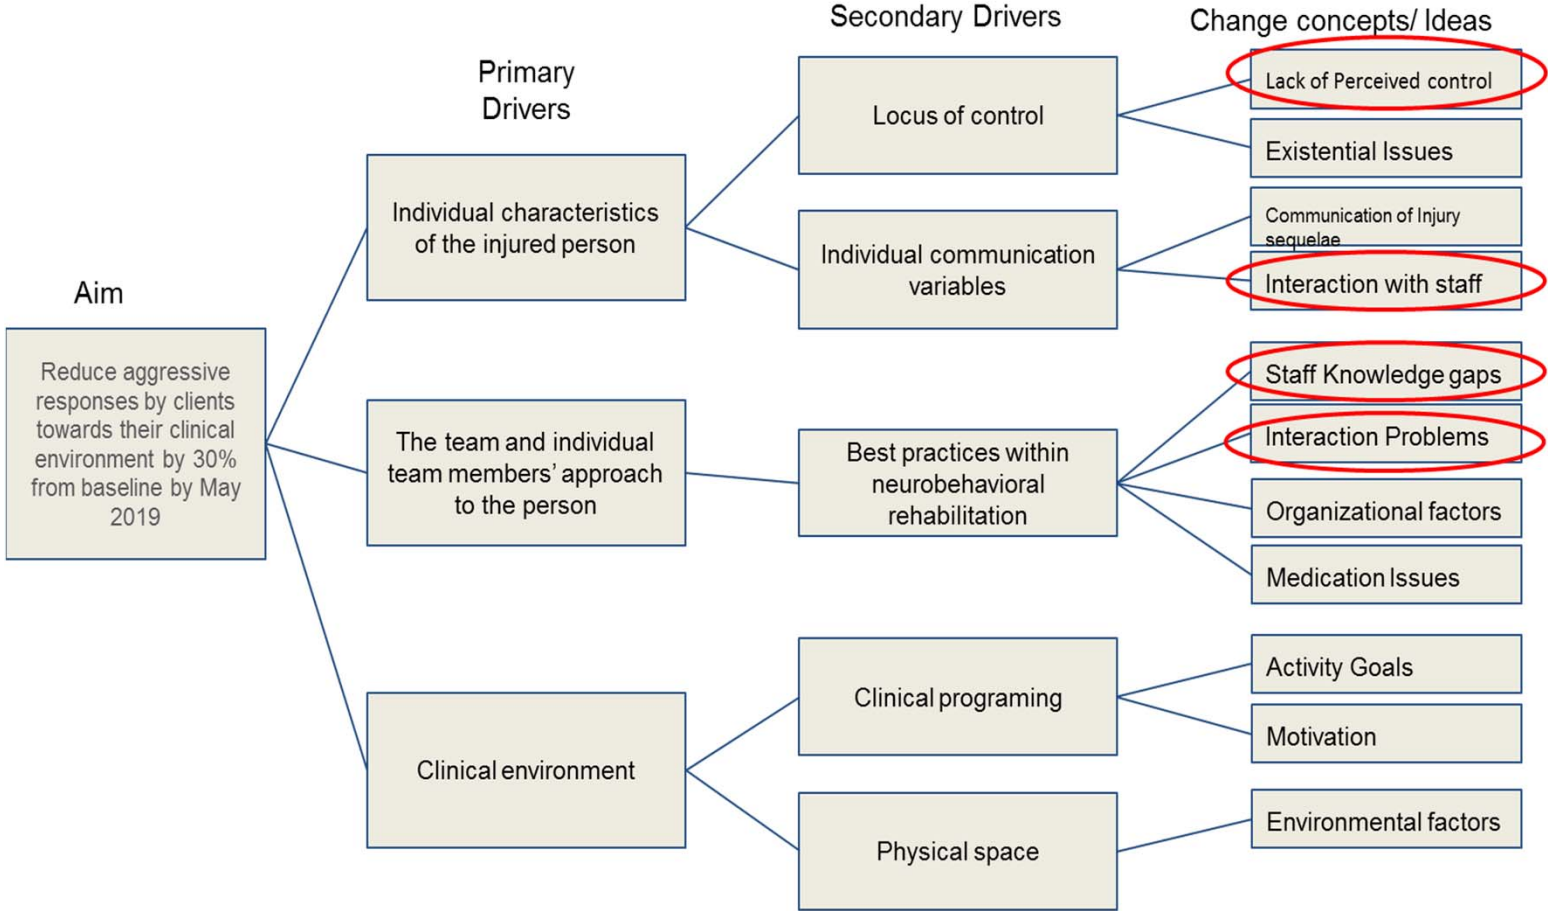 Aim
Reduce aggressive
responses by clients
towards their clinical
environment by 30%
from baseline by May
2019
Primary
Drivers
Individual characteristics
of the injured person
The team and individual
team members' approach
to the person
Clinical environment
Secondary Drivers
Locus of control
Individual communication
variables
Best practices within
neurobehavioral
rehabilitation
Clinical programing
Physical space
Change concepts/ Ideas
Lack of Perceived control
Existential Issues
Communication of Injury
sequelae
Interaction with staff
Staff Knowledge gaps
Interaction Problems
Organizational factors
Medication Issues
Activity Goals
Motivation
Environmental factors